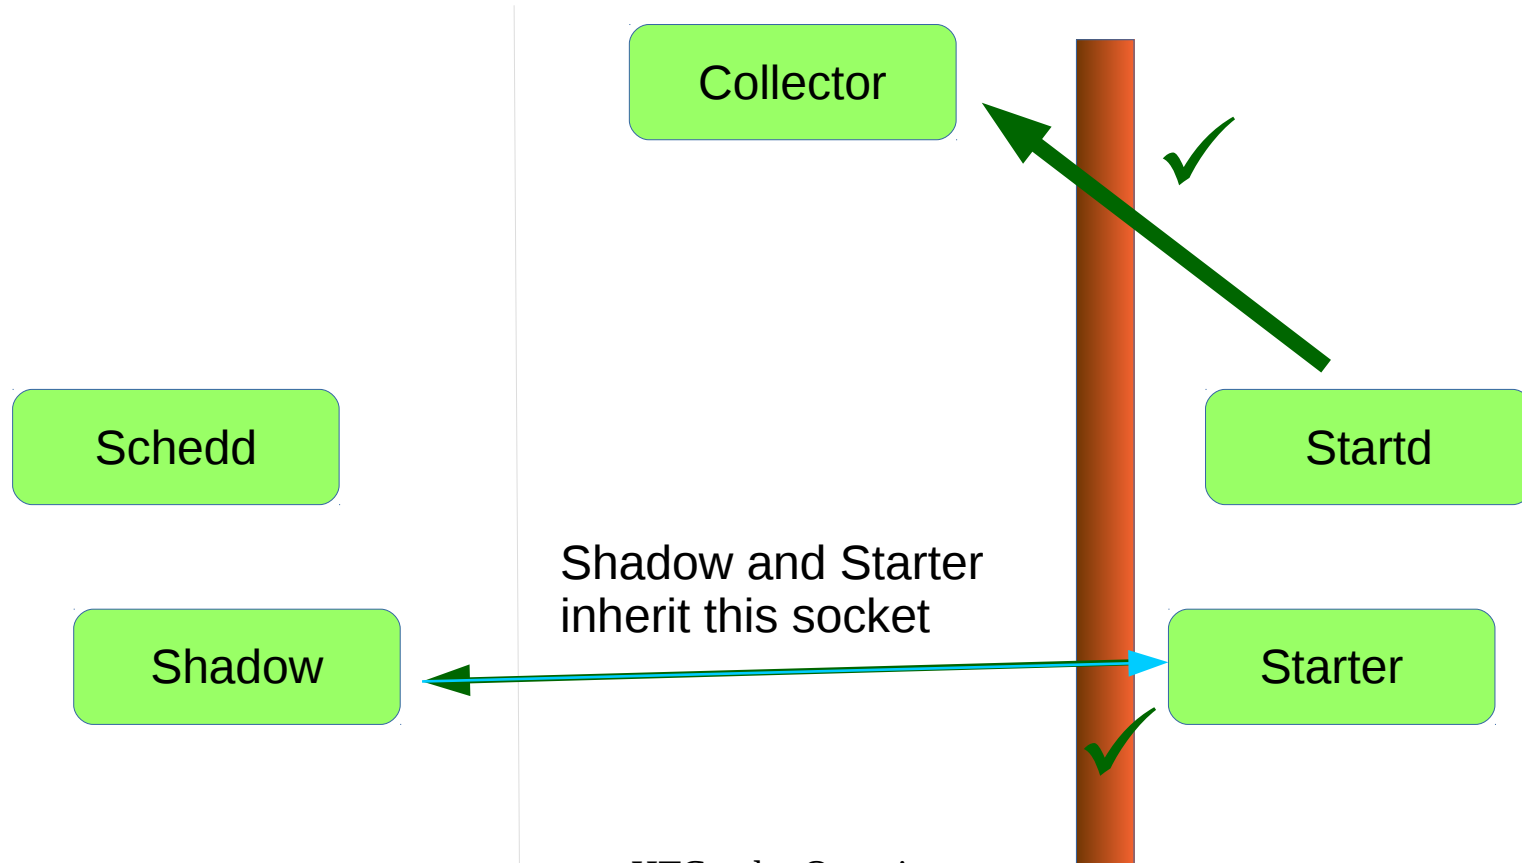 Collector
Schedd
Startd
Shadow and Starter
inherit this socket
Shadow
Starter